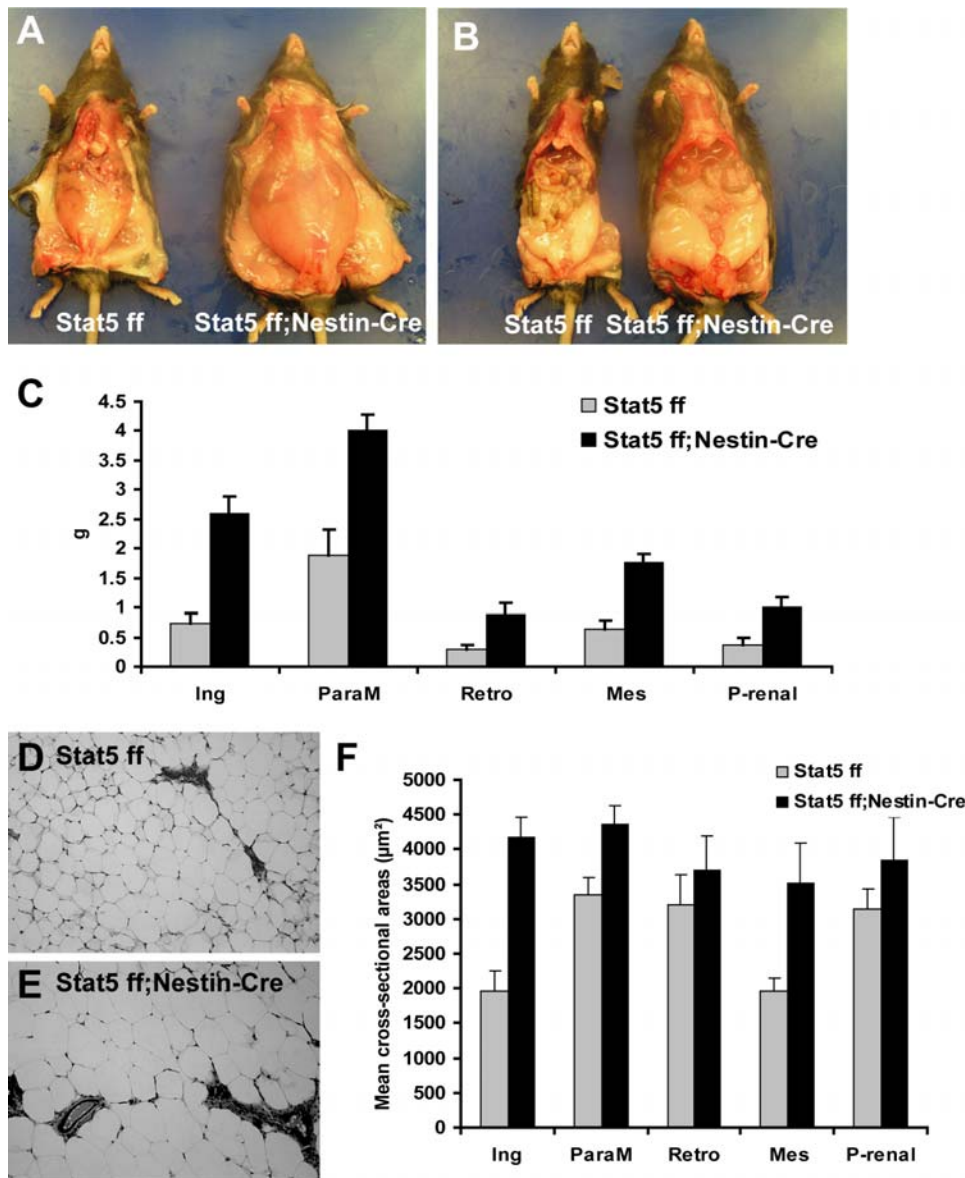 A
B
Stat5 ff Stat5 ff;Nestin-Cre
Stat5 ff Stat5 ff;Nestin-Cre
C
4.5
4
3.5
3
2.5
2
1.5
1
0.5
0
g
Stat5 ff
Stat5 ff;Nestin-Cre
Ing ParaM Retro Mes P-renal
D Stat5 ff
E Stat5 ff;Nestin-Cre
F
5000
4500
4000
3500
3000
2500
2000
1500
1000
500
0
Mean cross-sectional areas (µm²)
Stat5 ff
Stat5 ff;Nestin-Cre
Ing ParaM Retro Mes P-renal